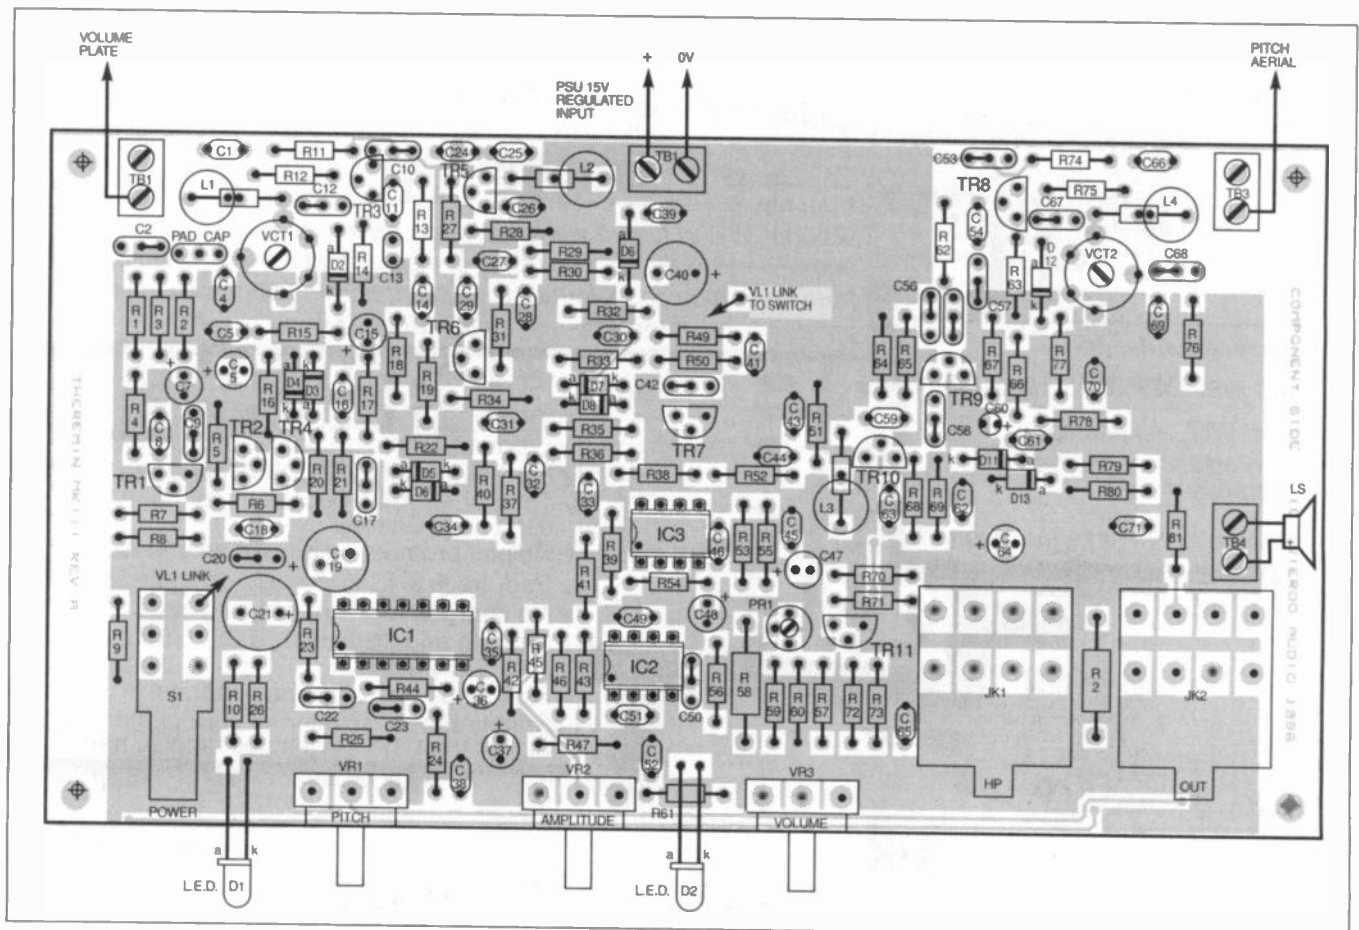 VOLUME
PLATE
+ 0V
PSU 15V
REGULATED
INPUT
PITCH
AERIAL
TB1
C1
R11
R12
C12
L1
TR3
C10
C11
C24
C25
TR5
L2
TB1
C39
C53
R74
C66
TR8
R75
C67
L4
TB3
C2
PAD CAP
VCT1
a
D2
k
R14
C13
R13
R27
C26
R28
C27
R29
R30
a
D6
k
C40
+
R62
C54
R63
D12
a
k
VCT2
C68
C4
C14
C29
C28
R31
R32
VL1 LINK
TO SWITCH
C56
C57
C69
R76
R1
R3
R2
C5
R15
C15
+
R18
TR6
R19
C30
R33
R49
R50
C41
R64
R65
R67
R66
R77
C70
+
C7
+
C5
R16
D4
D3
a
k
k
a
C16
R17
R34
a
D7
k
a
D8
k
C42
TR9
C60
+
R4
C8
C9
R5
TR2
TR4
R22
C31
R35
R36
TR7
C43
R51
C59
C58
C61
R78
TR1
R20
R21
C17
a
D5
k
k
D6
a
R40
R37
C32
C33
R38
R52
C44
L3
TR10
k
D11
a
k
D13
a
R79
R80
R7
R8
R6
C18
C34
IC3
C46
R53
R55
C45
C63
R68
R69
C62
C71
R81
TB4
LS
+
C20
VL1 LINK
+
C19
R41
R39
R54
C47
+
C64
+
R70
R71
C21
+
R9
S1
R23
IC1
C35
R42
R45
R46
R43
C49
IC2
C48
+
PR1
TR11
R10
R26
C22
R44
C23
C36
+
C51
C50
R56
R58
R59
R60
R57
R72
R73
C65
JK1
R2
JK2
R25
R24
C38
C37
+
R47
C52
R61
POWER
VR1
PITCH
VR2
AMPLITUDE
VR3
VOLUME
HP
OUT
a k
L.E.D. D1
a k
L.E.D. D2
COMPONENT SIDE